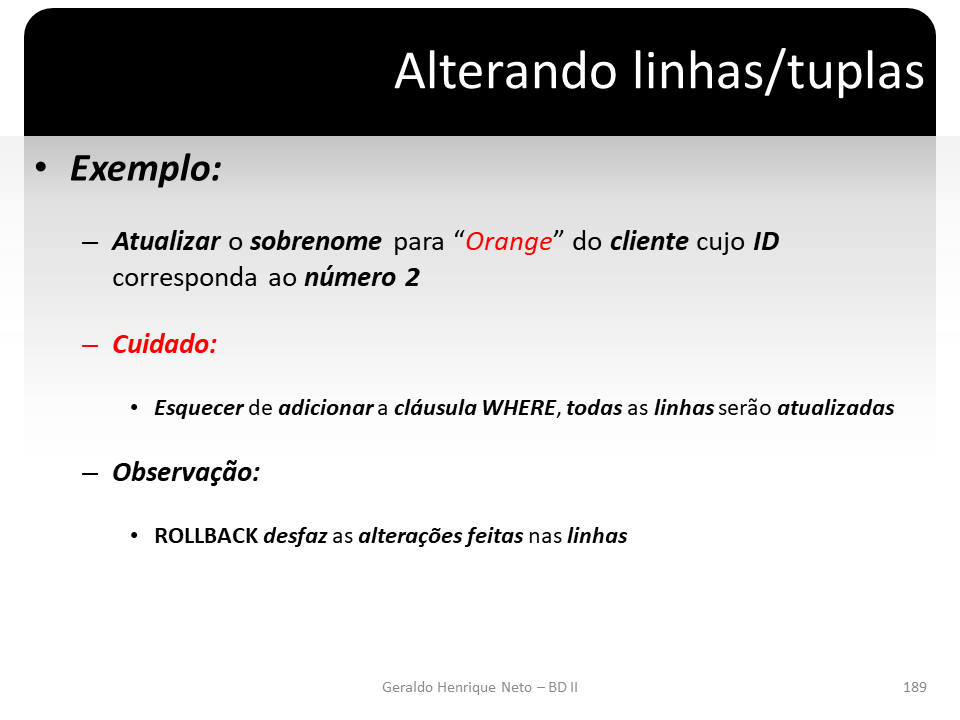 Alterando linhas/tuplas
• Exemplo:
– Atualizar o sobrenome para “Orange” do cliente cujo ID
corresponda ao número 2
– Cuidado:
• Esquecer de adicionar a cláusula WHERE, todas as linhas serão atualizadas
– Observação:
• ROLLBACK desfaz as alterações feitas nas linhas
Geraldo Henrique Neto – BD II
189